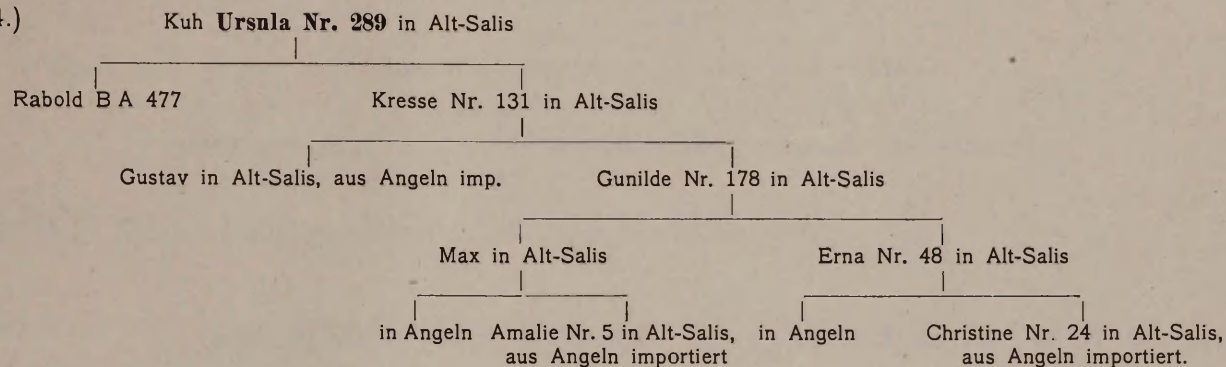 4.)
Kuh Ursnla Nr. 289 in Alt-Salis
Rabold B A 477
Kresse Nr. 131 in Alt-Salis
Gustav in Alt-Salis, aus Angeln imp.
Gunilde Nr. 178 in Alt-Salis
Max in Alt-Salis
Erna Nr. 48 in Alt-Salis
in Angeln
Amalie Nr. 5 in Alt-Salis,
aus Angeln importiert
in Angeln
Christine Nr. 24 in Alt-Salis,
aus Angeln importiert.